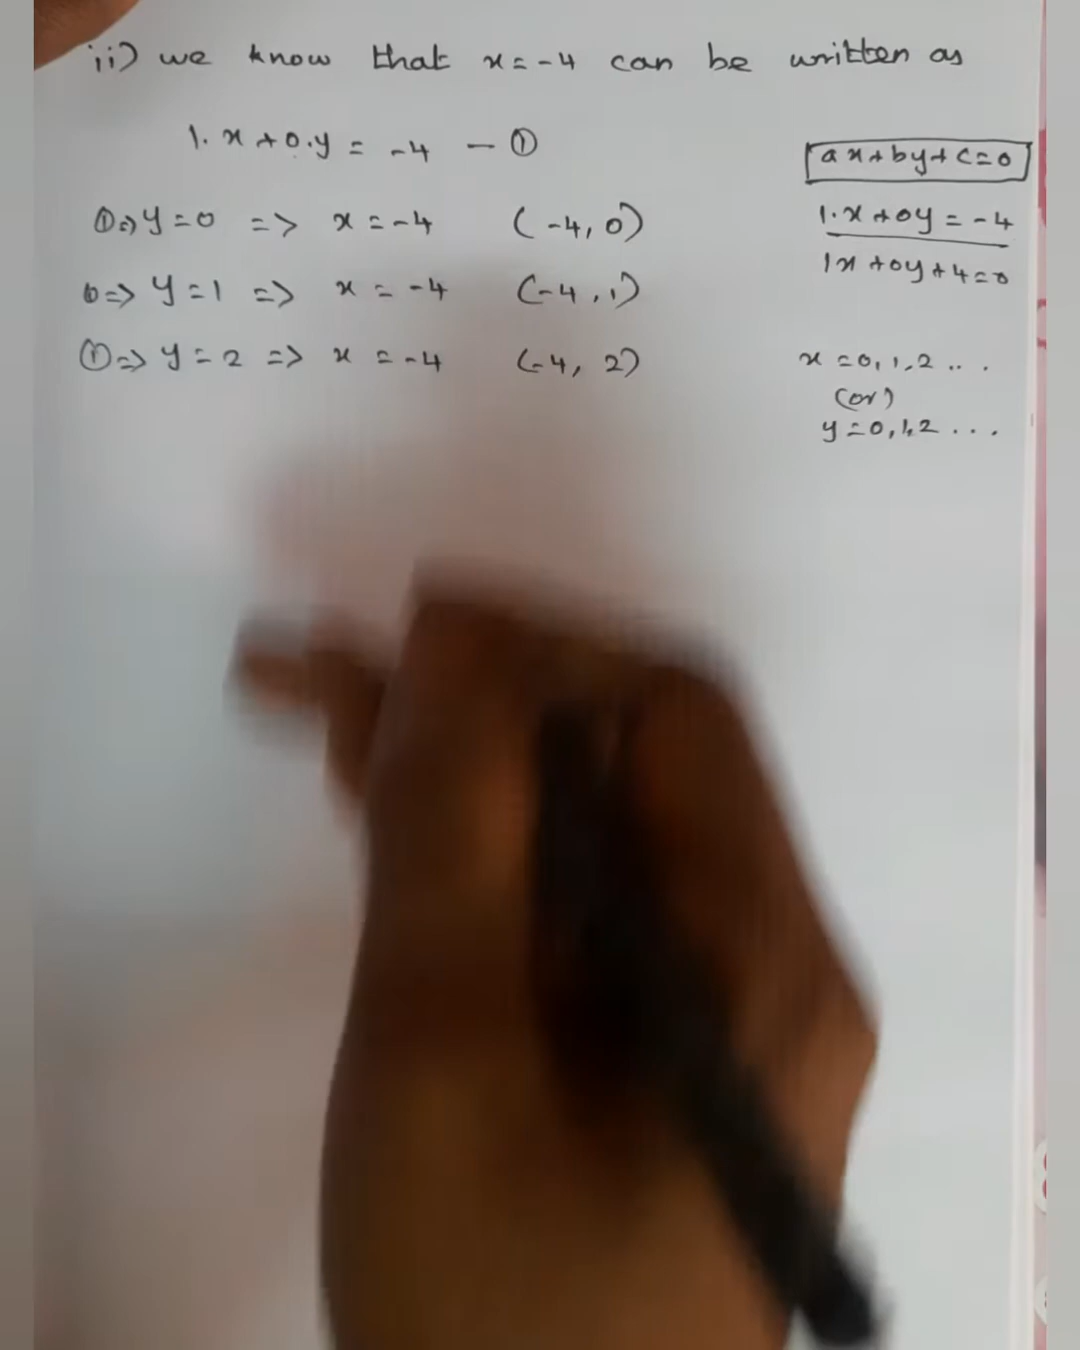 ii) we know that x = -4 can be written as
1. x + 0.y = -4 — ①
①=> y = 0 => x = -4 (-4, 0)
①=> y = 1 => x = -4 (-4, 1)
①=> y = 2 => x = -4 (-4, 2)
ax + by + c = 0
1. x + 0y = -4
1x + 0y + 4 = 0
x = 0, 1, 2 .. .
(or)
y = 0, 1, 2 ...